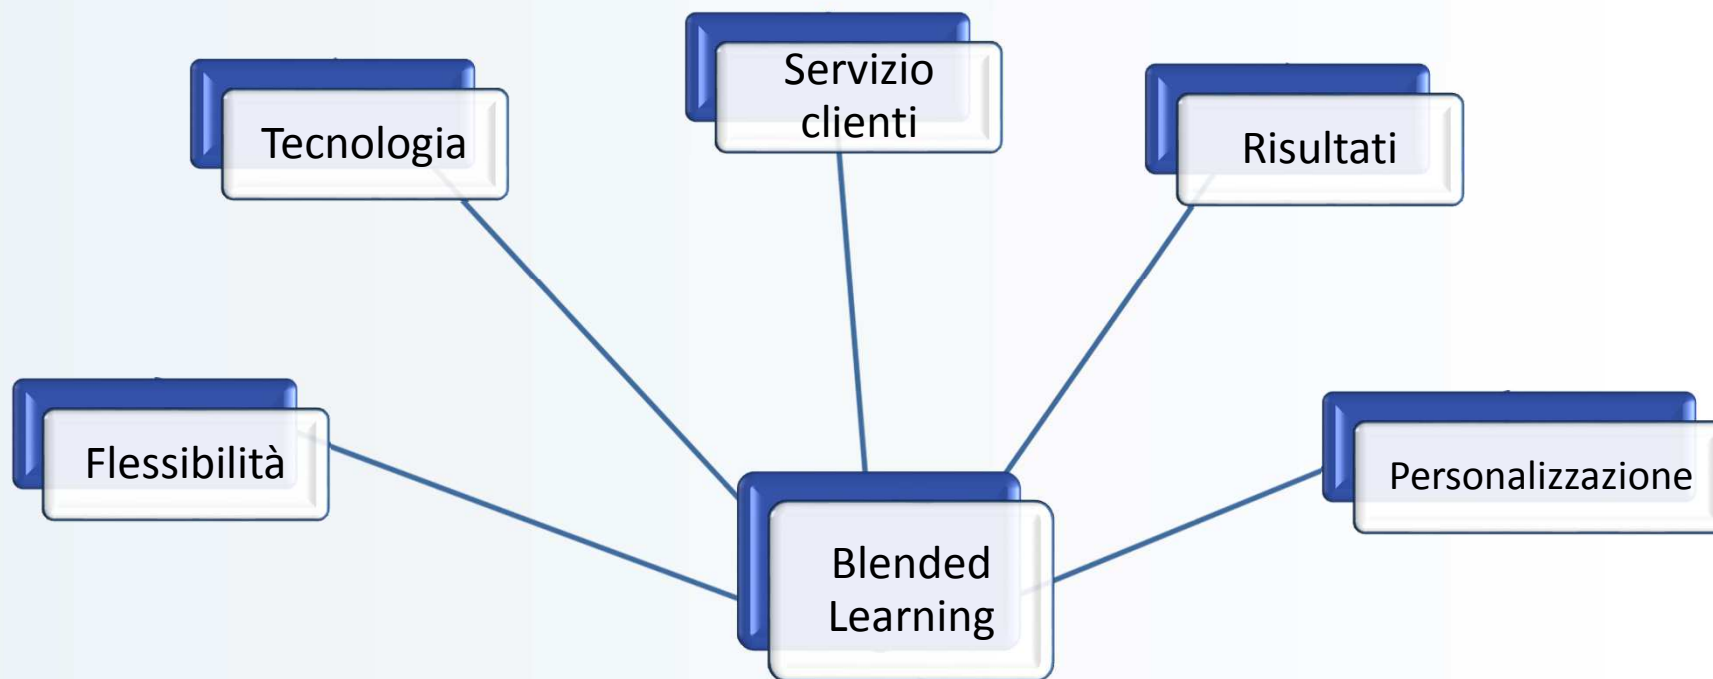 Servizio
clienti
Tecnologia
Risultati
Flessibilità
Personalizzazione
Blended
Learning